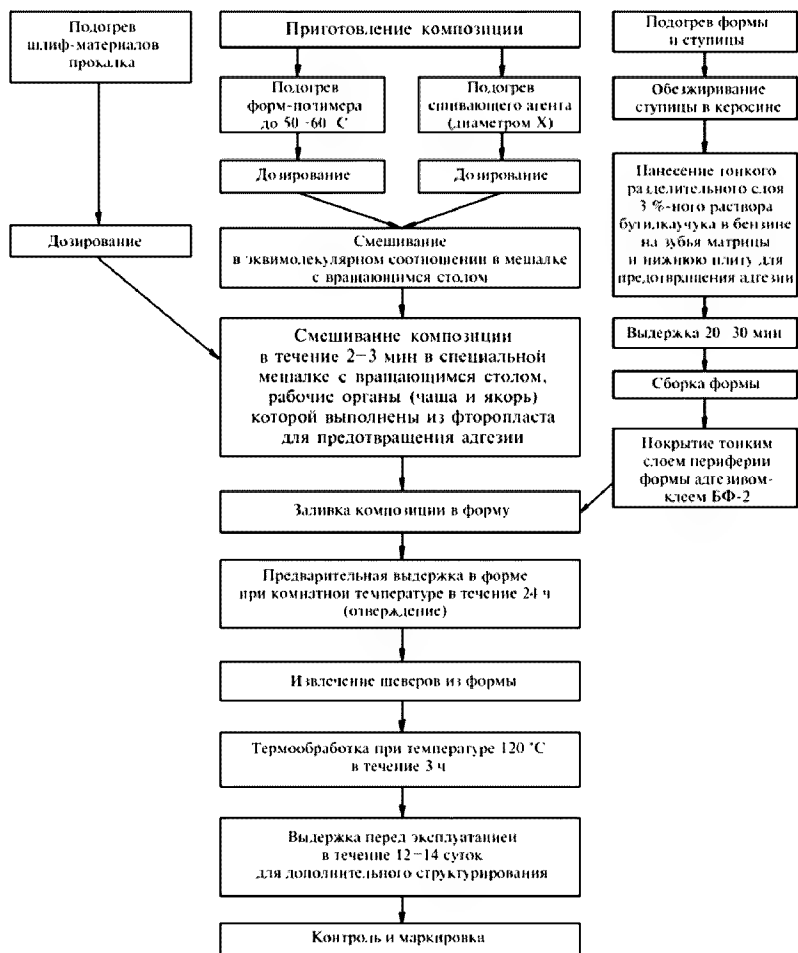 Подогрев
шлиф-материалов
прокалка
Приготовление композиции
Подогрев
форм-полимера
до 50–60 °С
Подогрев
сшивающего агента
(диаметром X)
Дозирование
Дозирование
Дозирование
Смешивание
в эквимолекулярном соотношении в мешалке
с вращающимся столом
Смешивание композиции
в течение 2−3 мин в специальной
мешалке с вращающимся столом,
рабочие органы (чаша и якорь)
которой выполнены из фторопласта
для предотвращения адгезии
Подогрев формы
и ступицы
Обезжиривание
ступицы в керосине
Нанесение тонкого
разделительного слоя
3 %-ного раствора
бутилкаучука в бензине
на зубья матрицы
и нижнюю плиту для
предотвращения адгезии
Выдержка 20–30 мин
Сборка формы
Покрытие тонким
слоем периферии
формы адгезивом-
клеем БФ-2
Заливка композиции в форму
Предварительная выдержка в форме
при комнатной температуре в течение 24 ч
(отверждение)
Извлечение шеверов из формы
Термообработка при температуре 120 °С
в течение 3 ч
Выдержка перед эксплуатацией
в течение 12−14 суток
для дополнительного структурирования
Контроль и маркировка